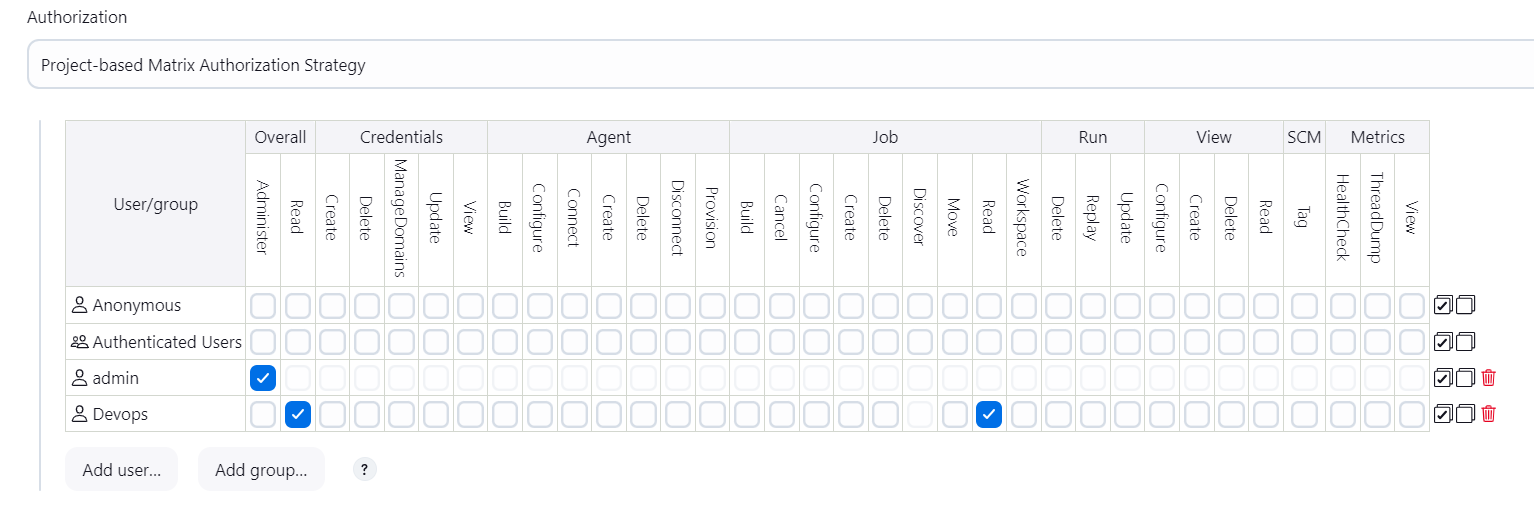 Authorization
Project-based Matrix Authorization Strategy
User/group Overall Credentials Agent Job Run View SCM Metrics
Administer Read Create Delete ManageDomains Update View Build Configure Connect Create Delete Disconnect Provision Build Cancel Configure Create Delete Discover Move Read Workspace Delete Replay Update Configure Create Delete Read Tag HealthCheck ThreadDump View
Anonymous
Authenticated Users
admin
Devops
Add user... Add group... ?